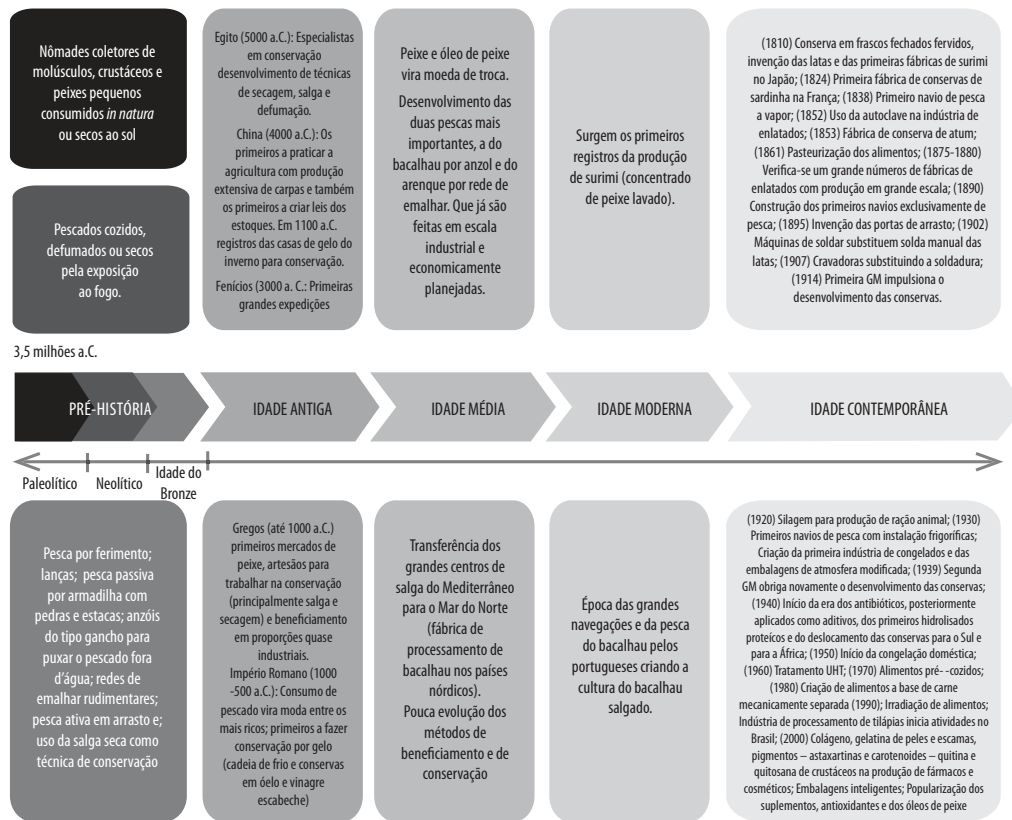 Nômades coletores de
molúsculos, crustáceos e
peixes pequenos
consumidos in natura
ou secos ao sol
Pescados cozidos,
defumados ou secos
pela exposição
ao fogo.
Egito (5000 a.C.): Especialistas
em conservação
desenvolvimento de técnicas
de secagem, salga e
defumação.
China (4000 a.C.): Os
primeiros a praticar a
agricultura com produção
extensiva de carpas e também
os primeiros a criar leis dos
estoques. Em 1100 a.C.
registros das casas de gelo do
inverno para conservação.
Fenícios (3000 a. C.: Primeiras
grandes expedições
Peixe e óleo de peixe
vira moeda de troca.
Desenvolvimento das
duas pescas mais
importantes, a do
bacalhau por anzol e do
arenque por rede de
emalhar. Que já são
feitas em escala
industrial e
economicamente
planejadas.
Surgem os primeiros
registros da produção
de surimi (concentrado
de peixe lavado).
(1810) Conserva em frascos fechados fervidos,
invenção das latas e das primeiras fábricas de surimi
no Japão; (1824) Primeira fábrica de conservas de
sardinha na França; (1838) Primeiro navio de pesca
a vapor; (1852) Uso da autoclave na indústria de
enlatados; (1853) Fábrica de conserva de atum;
(1861) Pasteurização dos alimentos; (1875-1880)
Verifica-se um grande números de fábricas de
enlatados com produção em grande escala; (1890)
Construção dos primeiros navios exclusivamente de
pesca; (1895) Invenção das portas de arrasto; (1902)
Máquinas de soldar substituem solda manual das
latas; (1907) Cravadoras substituindo a soldadura;
(1914) Primeira GM impulsiona o
desenvolvimento das conservas.
3,5 milhões a.C.
PRÉ-HISTÓRIA
IDADE ANTIGA
IDADE MÉDIA
IDADE MODERNA
IDADE CONTEMPORÂNEA
Paleolítico
Neolítico
Idade do
Bronze
Pesca por ferimento;
lanças; pesca passiva
por armadilha com
pedras e estacas; anzóis
do tipo gancho para
puxar o pescado fora
d'água; redes de
emalhar rudimentares;
pesca ativa em arrasto e;
uso da salga seca como
técnica de conservação
Gregos (até 1000 a.C.)
primeiros mercados de
peixe, artesãos para
trabalhar na conservação
(principalmente salga e
secagem) e beneficiamento
em proporções quase
industriais.
Império Romano (1000
-500 a.C.): Consumo de
pescado vira moda entre os
mais ricos; primeiros a fazer
conservação por gelo
(cadeia de frio e conservas
em óelo e vinagre
escabeche)
Transferência dos
grandes centros de
salga do Mediterrâneo
para o Mar do Norte
(fábrica de
processamento de
bacalhau nos países
nórdicos).
Pouca evolução dos
métodos de
beneficiamento e de
conservação
Época das grandes
navegações e da pesca
do bacalhau pelos
portugueses criando a
cultura do bacalhau
salgado.
(1920) Silagem para produção de ração animal; (1930)
Primeiros navios de pesca com instalação frigoríficas;
Criação da primeira indústria de congelados e das
embalagens de atmosfera modificada; (1939) Segunda
GM obriga novamente o desenvolvimento das conservas;
(1940) Início da era dos antibióticos, posteriormente
aplicados como aditivos, dos primeiros hidrolisados
proteícos e do deslocamento das conservas para o Sul e
para a África; (1950) Início da congelação doméstica;
(1960) Tratamento UHT; (1970) Alimentos pré- -cozidos;
(1980) Criação de alimentos a base de carne
mecanicamente separada (1990); Irradiação de alimentos;
Indústria de processamento de tilápias inicia atividades no
Brasil; (2000) Colágeno, gelatina de peles e escamas,
pigmentos – astaxartinas e carotenoides – quitina e
quitosana de crustáceos na produção de fármacos e
cosméticos; Embalagens inteligentes; Popularização dos
suplementos, antioxidantes e dos óleos de peixe